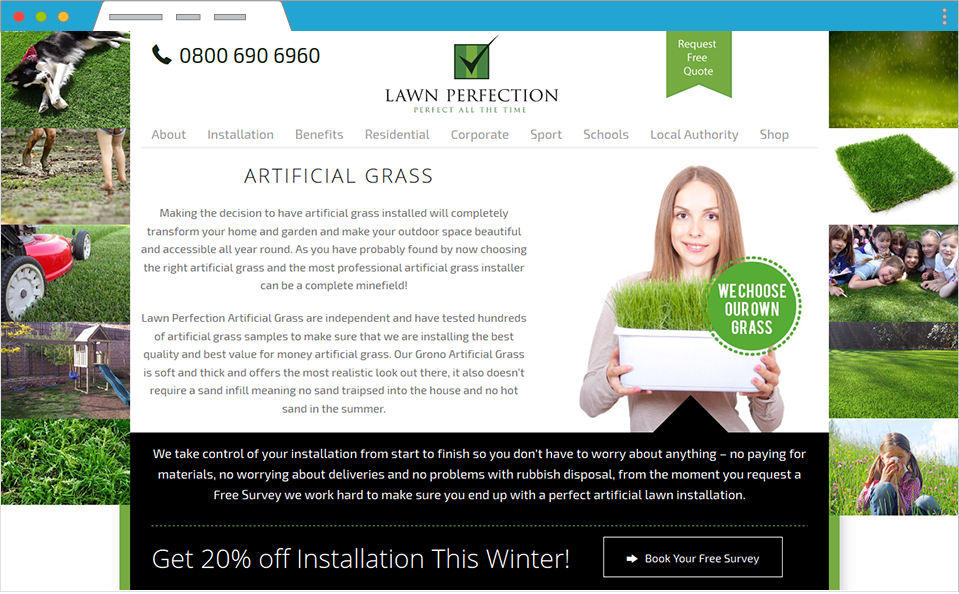 0800 690 6960
LAWN PERFECTION
PERFECT ALL THE TIME
Request
Free
Quote
About Installation Benefits Residential Corporate Sport Schools Local Authority Shop
ARTIFICIAL GRASS
Making the decision to have artificial grass installed will completely
transform your home and garden and make your outdoor space beautiful
and accessible all year round. As you have probably found by now choosing
the right artificial grass and the most professional artificial grass installer
can be a complete minefield!
Lawn Perfection Artificial Grass are independent and have tested hundreds
of artificial grass samples to make sure that we are installing the best
quality and best value for money artificial grass. Our Grono Artificial Grass
is soft and thick and offers the most realistic look out there, it also doesn't
require a sand infill meaning no sand traipsed into the house and no hot
sand in the summer.
WE CHOOSE
OUR OWN
GRASS
We take control of your installation from start to finish so you don't have to worry about anything – no paying for
materials, no worrying about deliveries and no problems with rubbish disposal, from the moment you request a
Free Survey we work hard to make sure you end up with a perfect artificial lawn installation.
Get 20% off Installation This Winter!
Book Your Free Survey